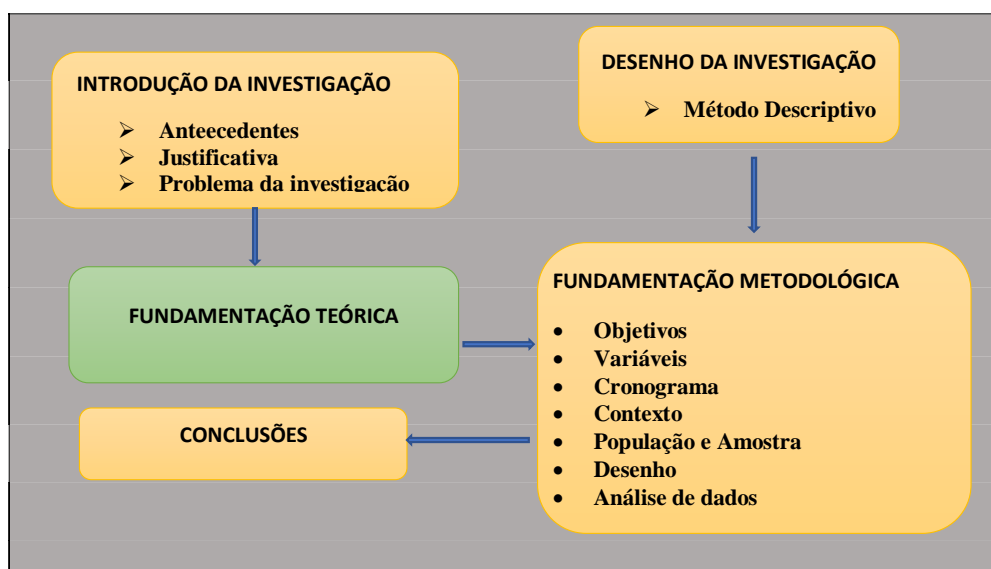 INTRODUÇÃO DA INVESTIGAÇÃO
➢ Anteecedentes
➢ Justificativa
➢ Problema da investigação
DESENHO DA INVESTIGAÇÃO
➢ Método Descriptivo
FUNDAMENTAÇÃO TEÓRICA
FUNDAMENTAÇÃO METODOLÓGICA
• Objetivos
• Variáveis
• Cronograma
• Contexto
• População e Amostra
• Desenho
• Análise de dados
CONCLUSÕES